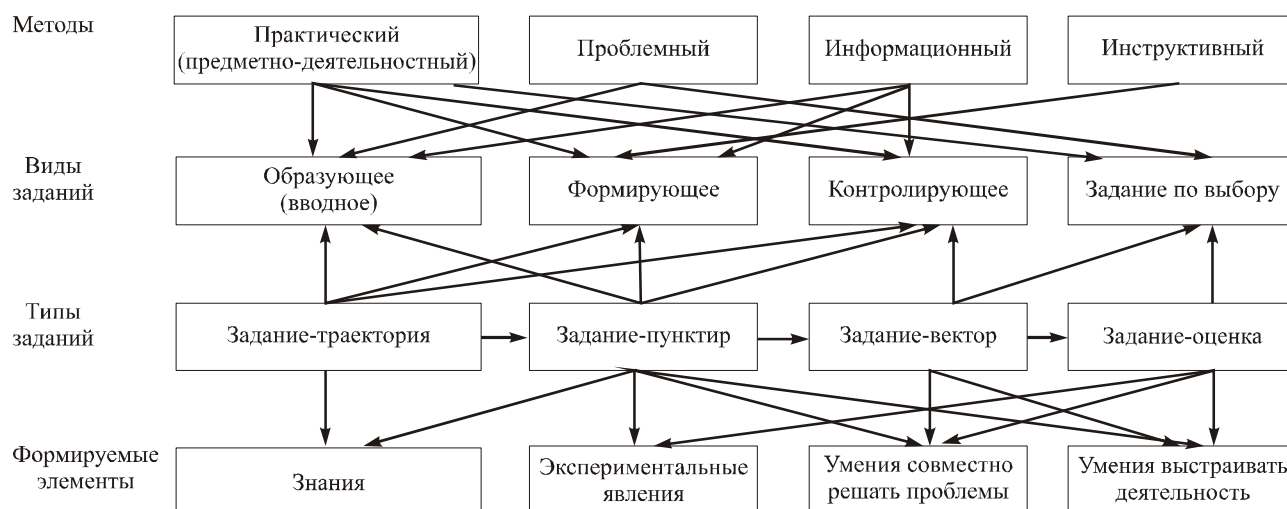 Методы
Практический
(предметно-деятельностный)
Проблемный
Информационный
Инструктивный
Виды
заданий
Образующее
(вводное)
Формирующее
Контролирующее
Задание по выбору
Типы
заданий
Задание-траектория
Задание-пунктир
Задание-вектор
Задание-оценка
Формируемые
элементы
Знания
Экспериментальные
явления
Умения совместно
решать проблемы
Умения выстраивать
деятельность